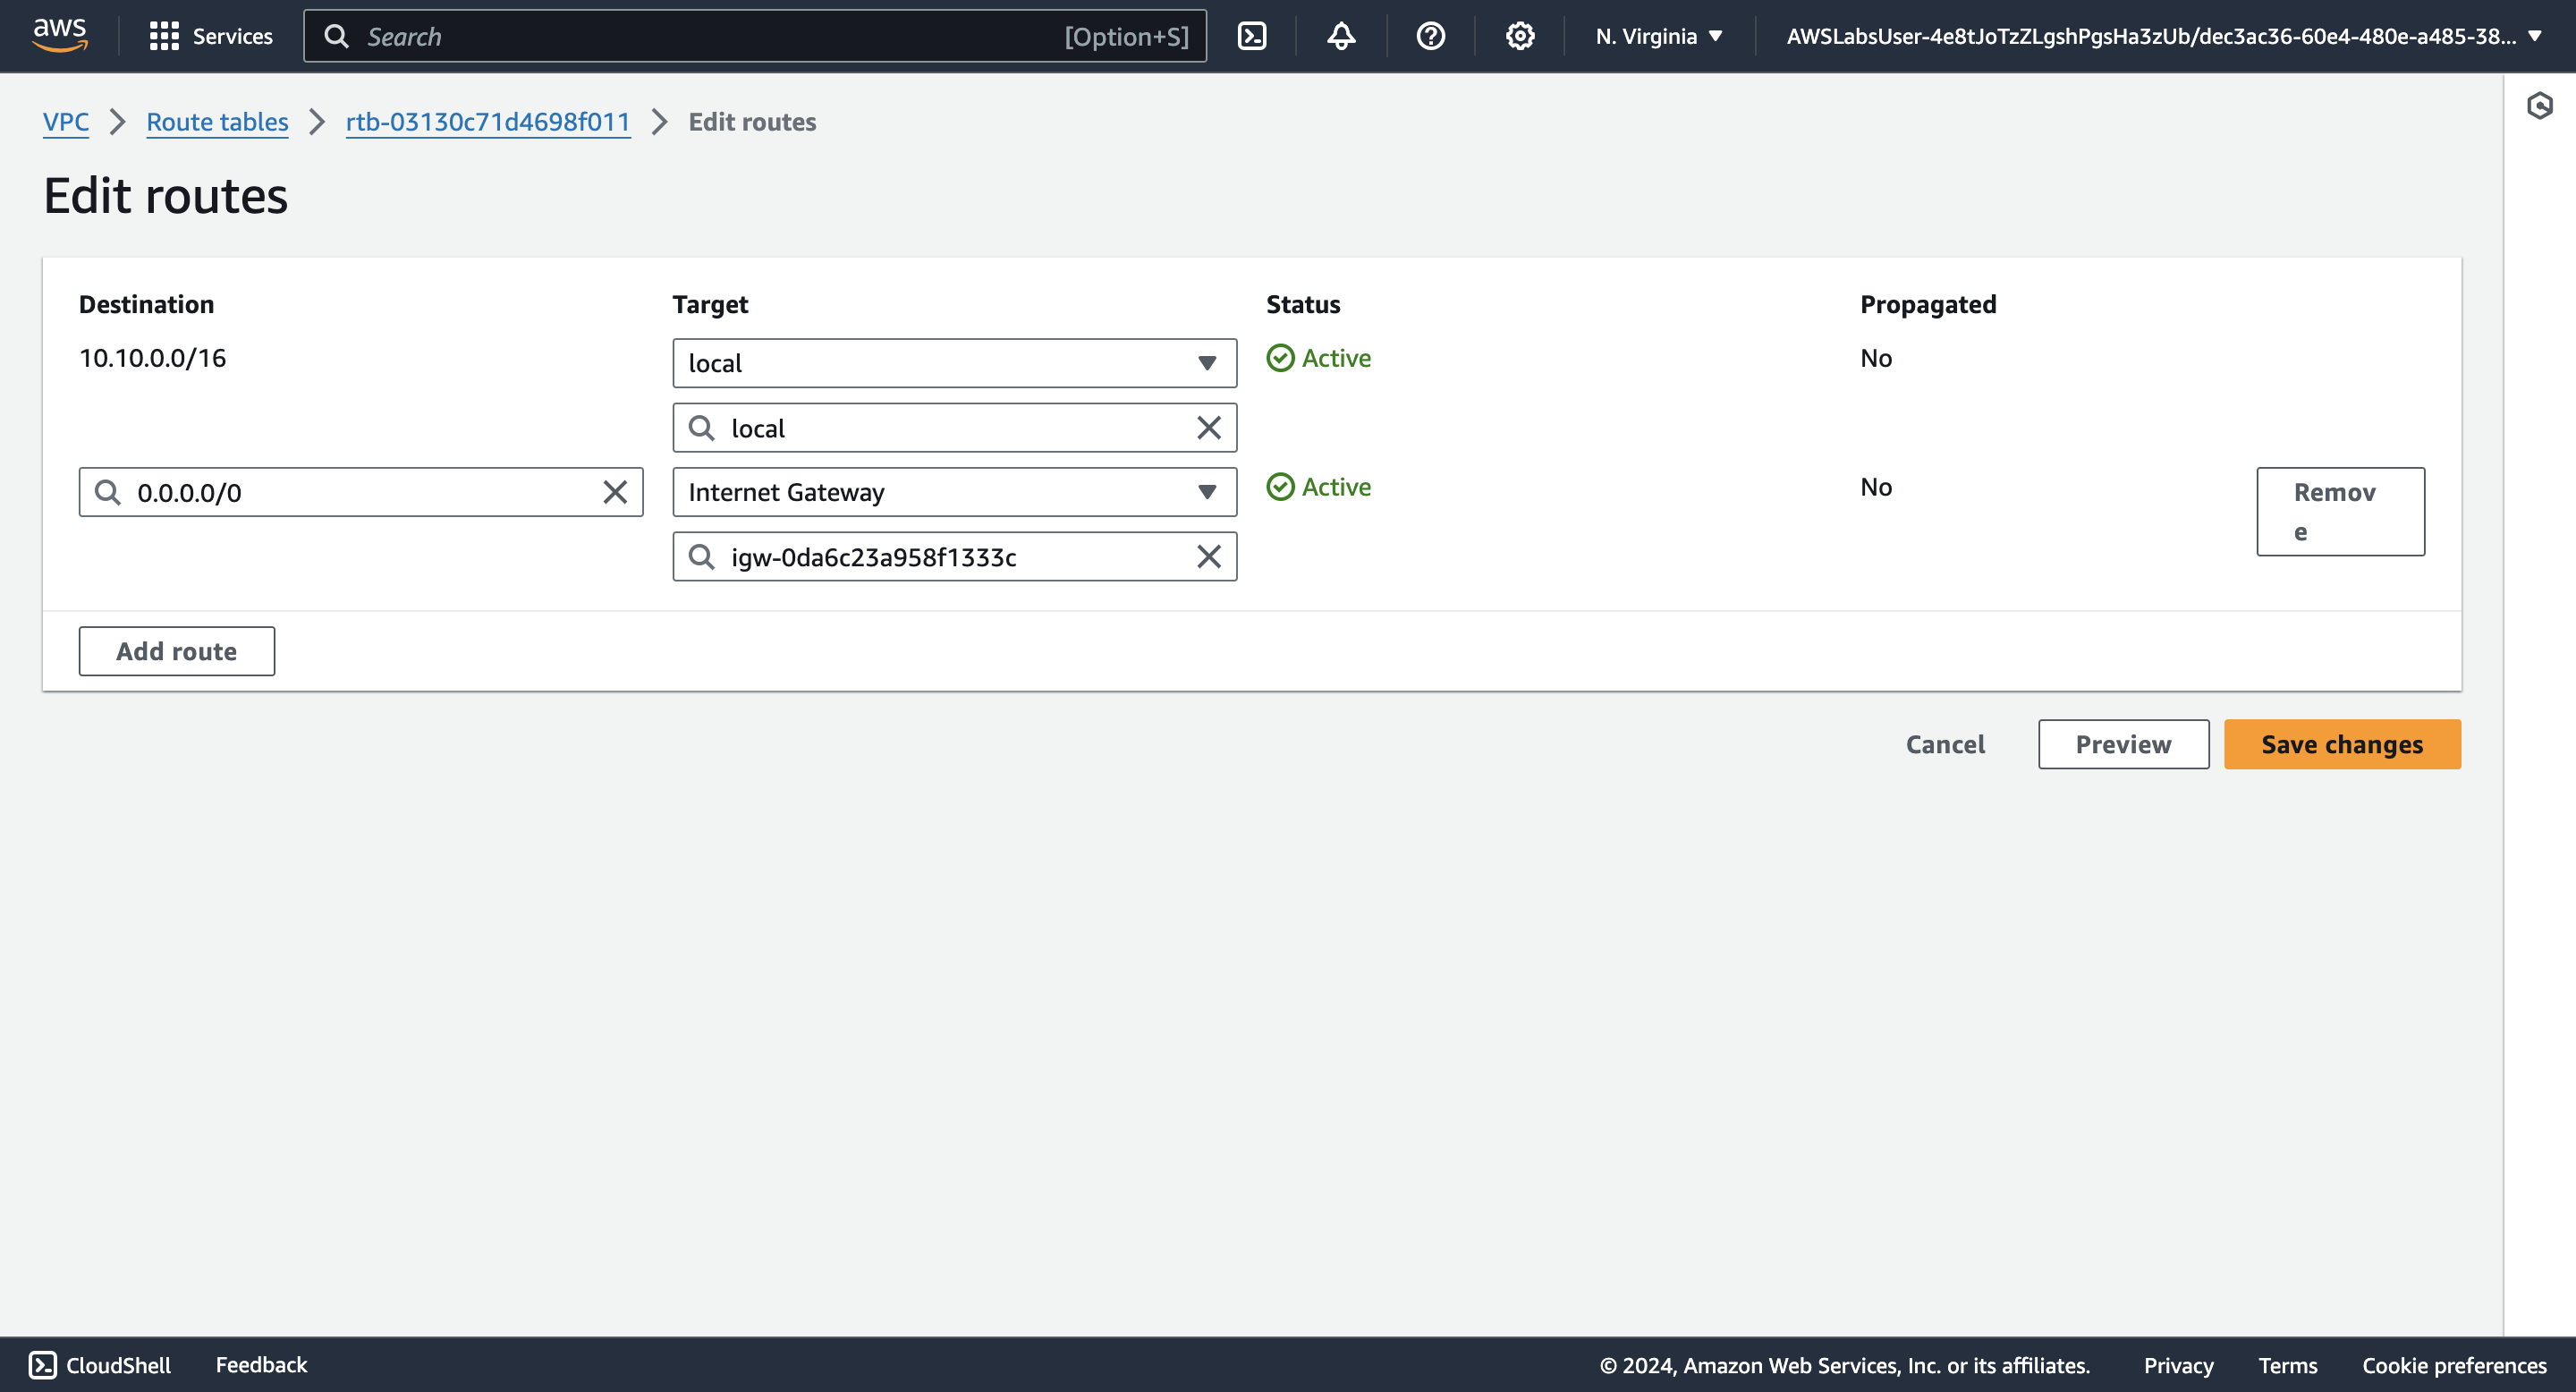 aws
Services
Search
[Option+S]
N. Virginia
AWSLabsUser-4e8tJoTzZLgshPgsHa3zUb/dec3ac36-60e4-480e-a485-38...
VPC
Route tables
rtb-03130c71d4698f011
Edit routes
Edit routes
Destination
Target
Status
Propagated
10.10.0.0/16
local
Active
No
local
0.0.0.0/0
Internet Gateway
Active
No
Remov
e
igw-0da6c23a958f1333c
Add route
Cancel
Preview
Save changes
CloudShell
Feedback
© 2024, Amazon Web Services, Inc. or its affiliates.
Privacy
Terms
Cookie preferences